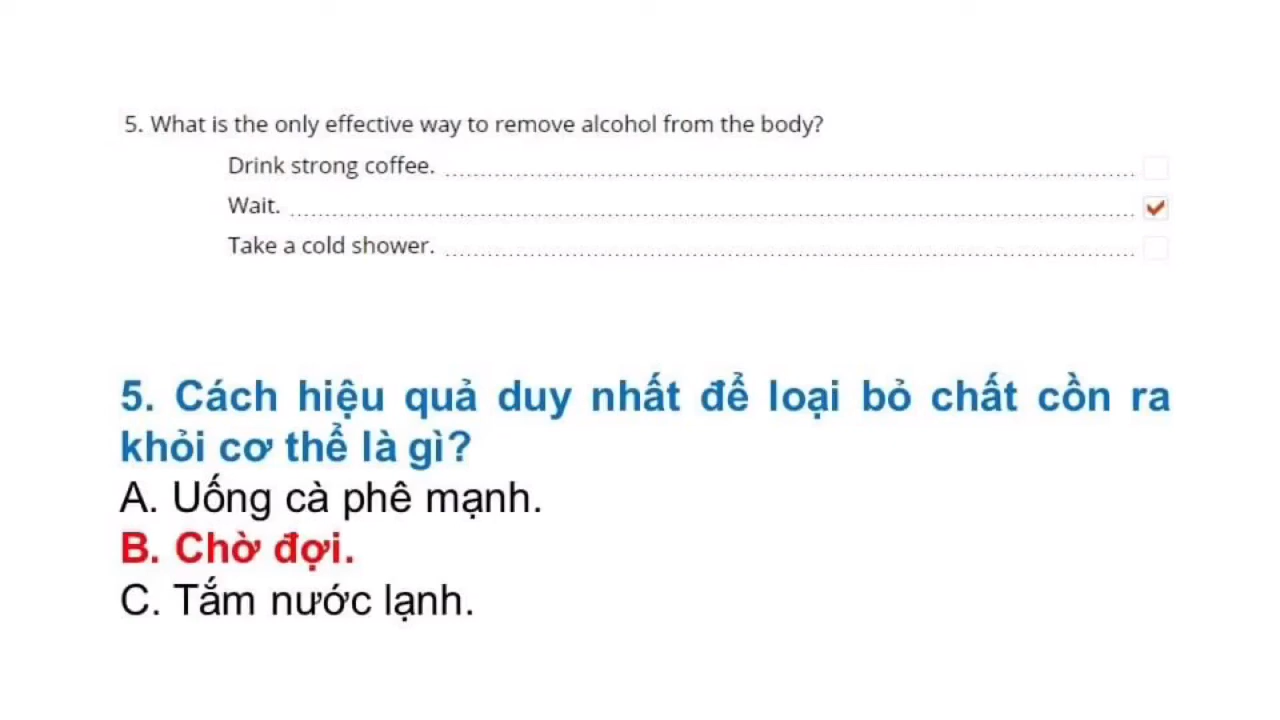 5. What is the only effective way to remove alcohol from the body?
Drink strong coffee.
Wait.
Take a cold shower.
5. Cách hiệu quả duy nhất để loại bỏ chất cồn ra
khỏi cơ thể là gì?
A. Uống cà phê mạnh.
B. Chờ đợi.
C. Tắm nước lạnh.